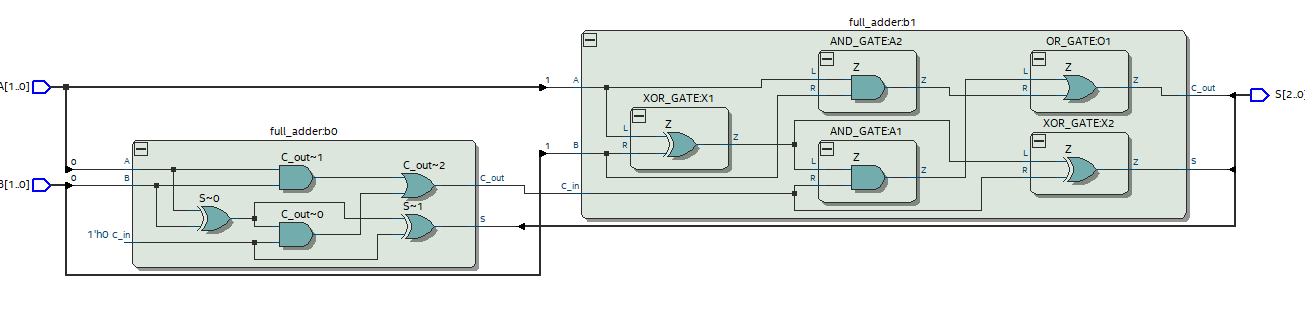 full_adder:b1
AND_GATE:A2
OR_GATE:O1
Z
Z
L
R
Z
L
R
Z
A[1..0]
1
A
C_out
S[2..0]
XOR_GATE:X1
Z
L
R
Z
AND_GATE:A1
Z
L
R
Z
XOR_GATE:X2
Z
L
R
Z
S
1
B
C_in
full_adder:b0
0
A
0
B
B[1..0]
C_out~1
C_out~2
C_out
S~0
C_out~0
S~1
S
1'h0 C_in